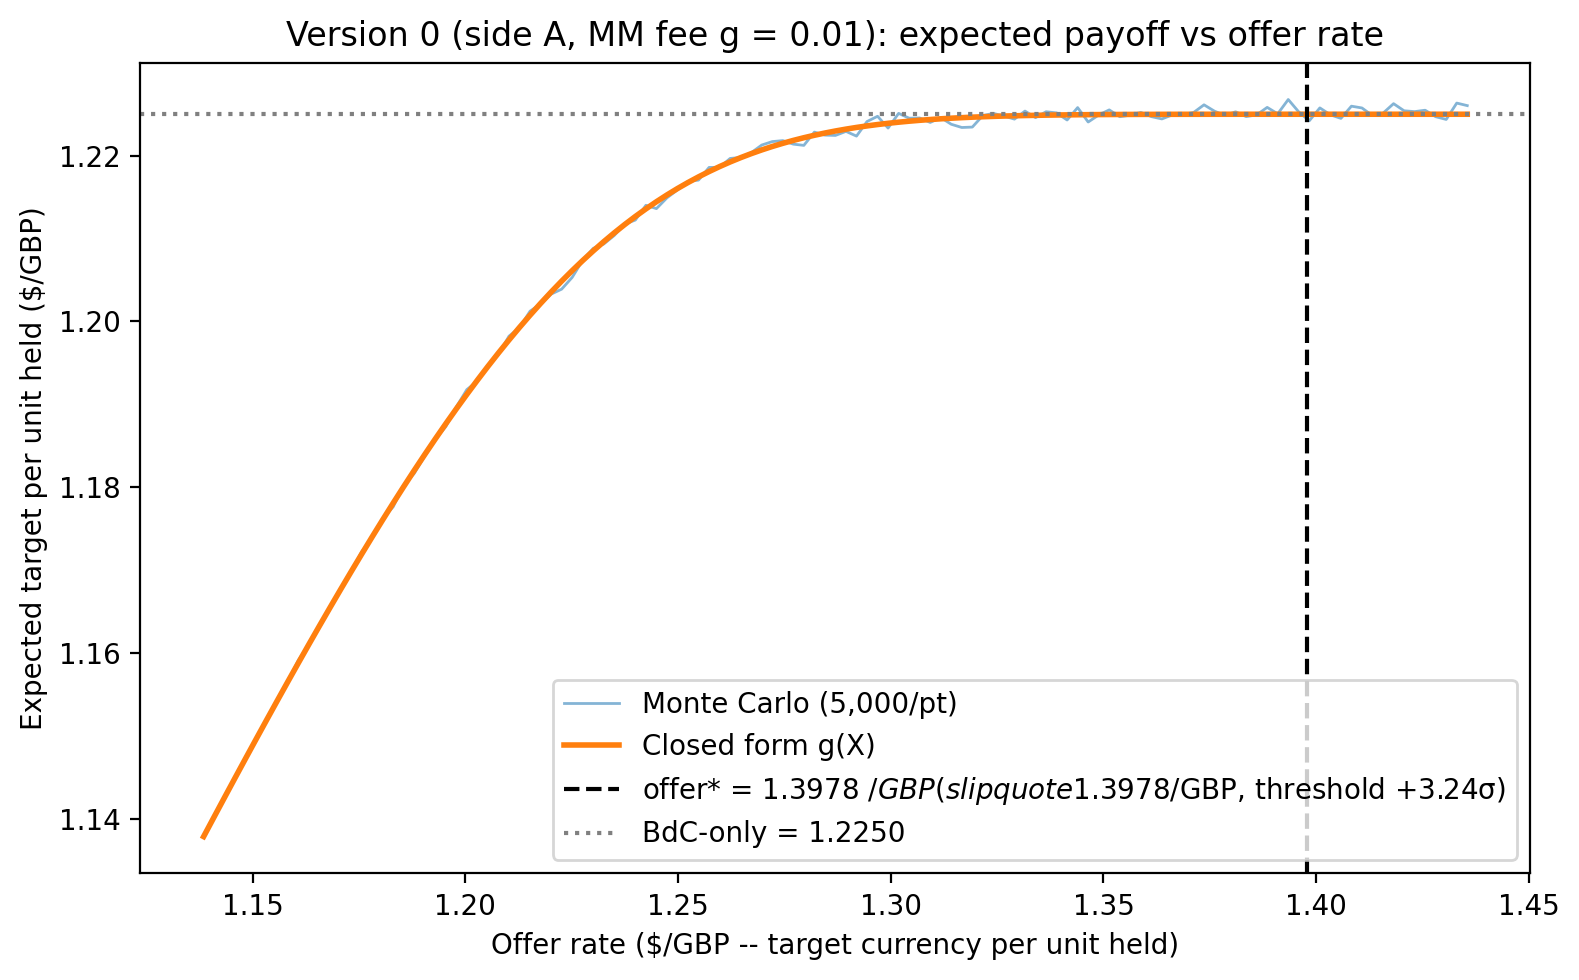 Version 0 (side A, MM fee g = 0.01): expected payoff vs offer rate
Expected target per unit held ($/GBP)
1.22
1.20
1.18
1.16
1.14
Monte Carlo (5,000/pt)
Closed form g(X)
offer* = 1.3978 /GBP(slipquote1.3978/GBP, threshold +3.24σ)
BdC-only = 1.2250
1.15
1.20
1.25
1.30
1.35
1.40
1.45
Offer rate ($/GBP -- target currency per unit held)